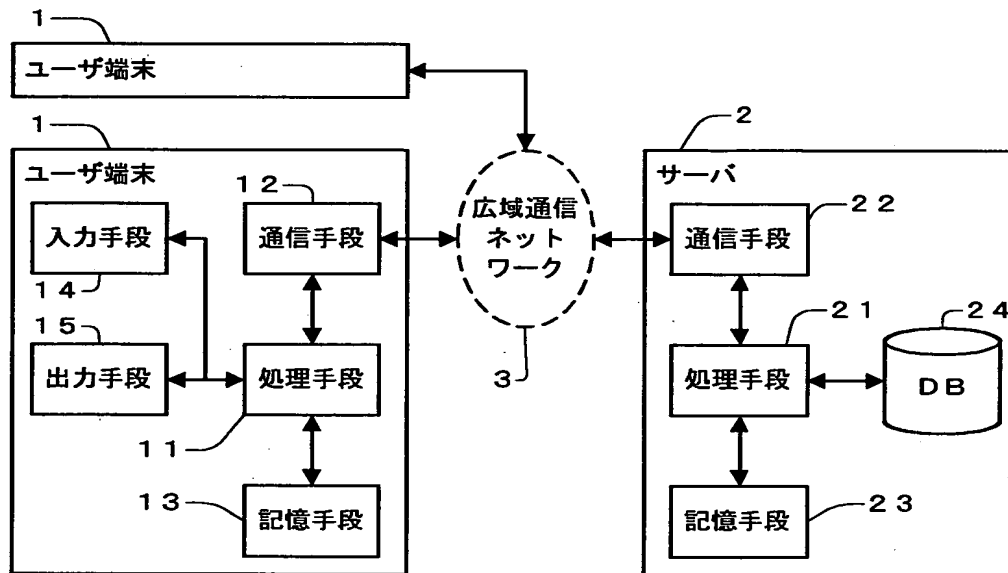 1
ユーザ端末
1
ユーザ端末
12
入力手段
通信手段
14
15
出力手段
処理手段
11
13
記憶手段
広域通信
ネット
ワーク
3
2
サーバ
22
通信手段
21
24
処理手段
DB
記憶手段
23